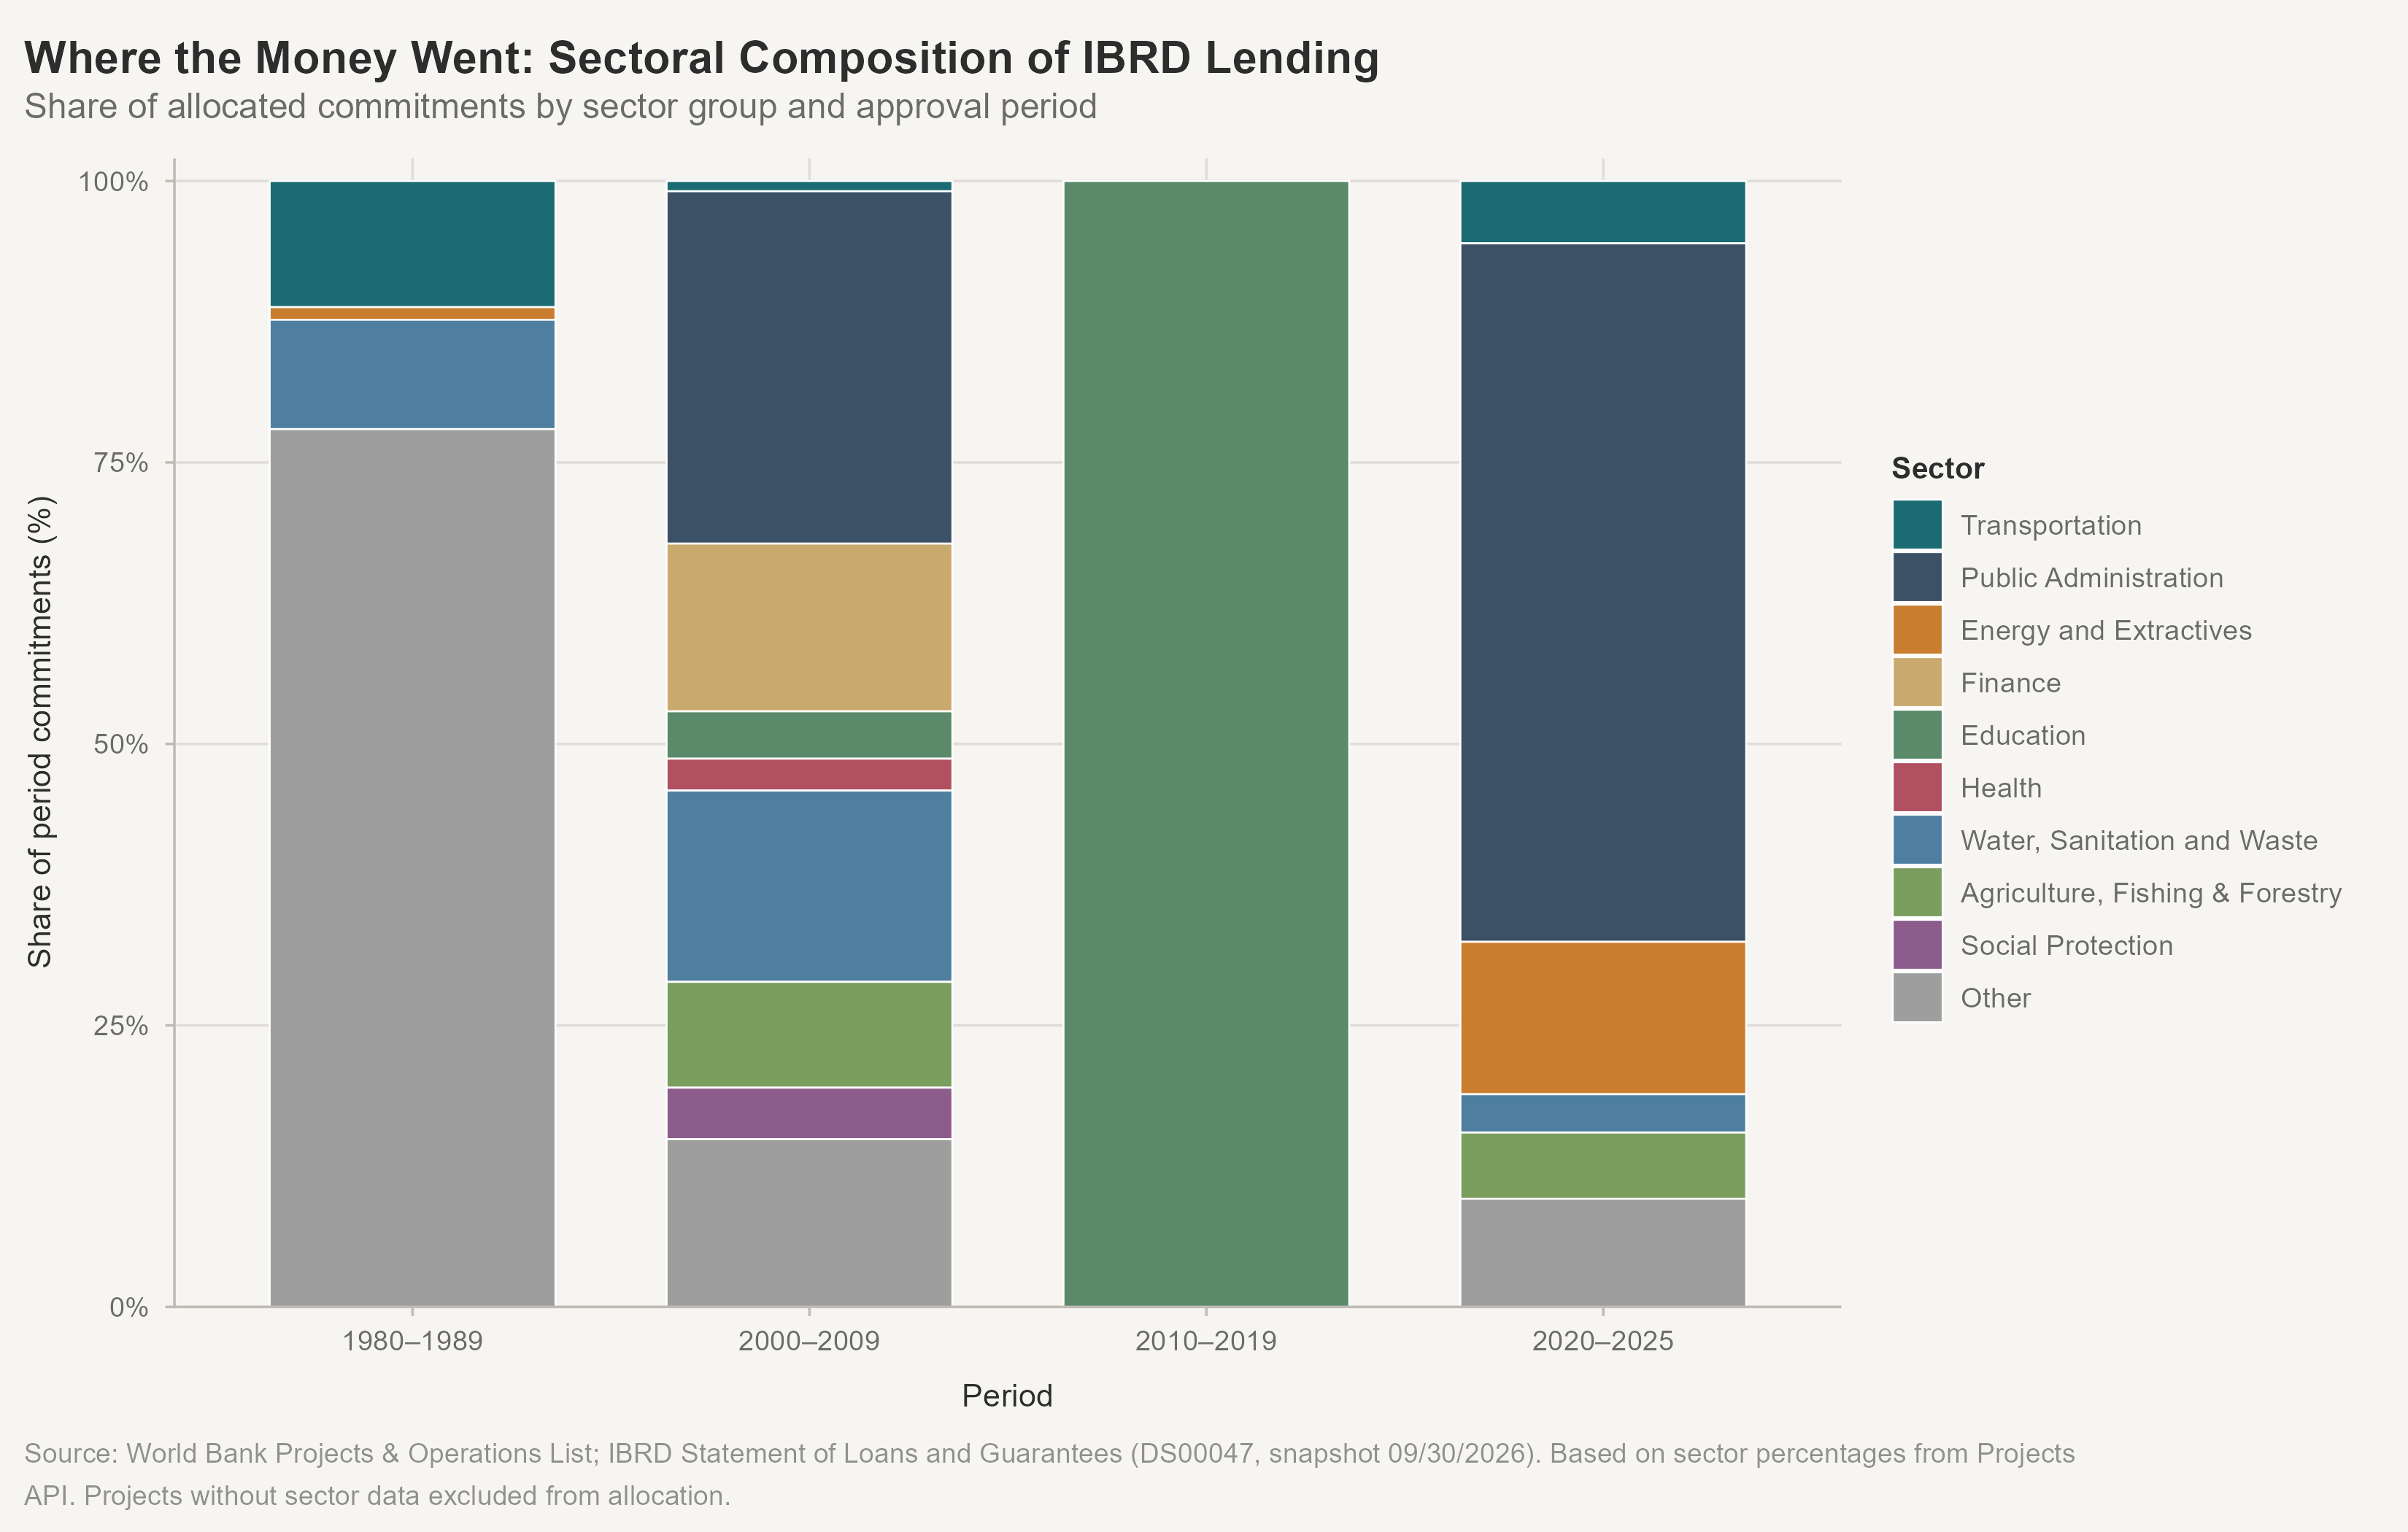 Where the Money Went: Sectoral Composition of IBRD Lending
Share of allocated commitments by sector group and approval period
Share of period commitments (%)
100%
75%
50%
25%
0%
1980–1989
2000–2009
2010–2019
2020–2025
Period
Sector
Transportation
Public Administration
Energy and Extractives
Finance
Education
Health
Water, Sanitation and Waste
Agriculture, Fishing & Forestry
Social Protection
Other
Source: World Bank Projects & Operations List; IBRD Statement of Loans and Guarantees (DS00047, snapshot 09/30/2026). Based on sector percentages from Projects
API. Projects without sector data excluded from allocation.